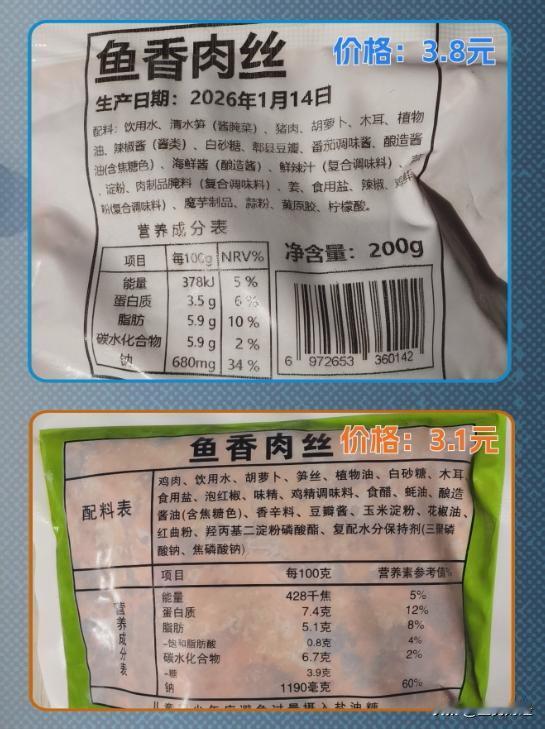 鱼香肉丝
价格：3.8元
生产日期：2026年1月14日
配料：饮用水、清水笋（酱腌菜）、猪肉、胡萝卜、木耳、植物
油、辣椒酱（酱类）、白砂糖、郫县豆瓣、番茄调味酱、酿造酱
油(含焦糖色)、海鲜酱（酿造酱）、鲜辣汁（复合调味料）、
、淀粉、肉制品腌料（复合调味料）、姜、食用盐、辣椒、
粉(复合调味料）、魔芋制品、蒜粉、黄原胶、柠檬酸。
营养成分表
项目 每100g NRV%
能量 378kJ 5 %
蛋白质 3.5 g 6 %
脂肪 5.9 g 10 %
碳水化合物 5.9 g 2 %
钠 680mg 34 %
净含量：200g
6 972653 360142
鱼香肉丝
价格：3.1元
配料表
鸡肉、饮用水、胡萝卜、笋丝、植物油、白砂糖、木耳
食用盐、泡红椒、味精、鸡精调味料、食醋、蚝油、酿造
酱油(含焦糖色)、香辛料、豆瓣酱、玉米淀粉、花椒油、
红曲粉、羟丙基二淀粉磷酸酯、复配水分保持剂(三聚磷
酸钠、焦磷酸钠)
营养成分表
项目 每100克 营养素参考值%
能量 428千焦 5%
蛋白质 7.4克 12%
脂肪 5.1克 8%
-饱和脂肪酸 0.8克 4%
碳水化合物 6.7克 2%
-糖 3.9克
钠 1190毫克 60%